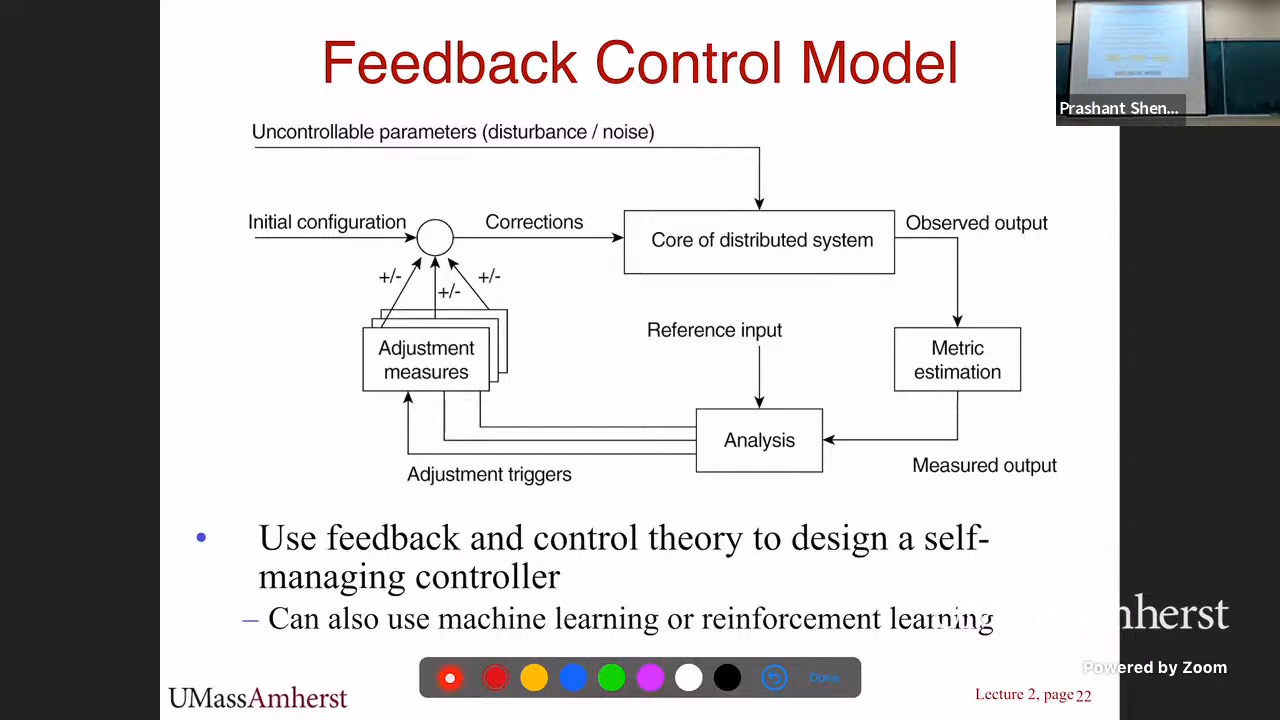 Feedback Control Model
Prashant Shen...
Uncontrollable parameters (disturbance / noise)
Initial configuration
Corrections
Core of distributed system
Observed output
+/-
+/-
+/-
Reference input
Adjustment
measures
Metric
estimation
Analysis
Adjustment triggers
Measured output
• Use feedback and control theory to design a self-
managing controller
– Can also use machine learning or reinforcement learning
UMassAmherst
Powered by Zoom
Done
UMassAmherst
Lecture 2, page 22